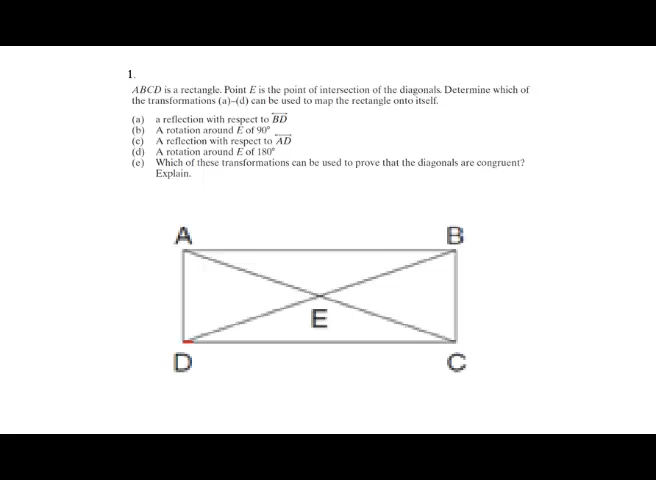 1.
ABCD is a rectangle. Point E is the point of intersection of the diagonals. Determine which of
the transformations (a)–(d) can be used to map the rectangle onto itself.
(a) a reflection with respect to BD
(b) A rotation around E of 90°
(c) A reflection with respect to AD
(d) A rotation around E of 180°
(e) Which of these transformations can be used to prove that the diagonals are congruent?
Explain.
A B
E
D C